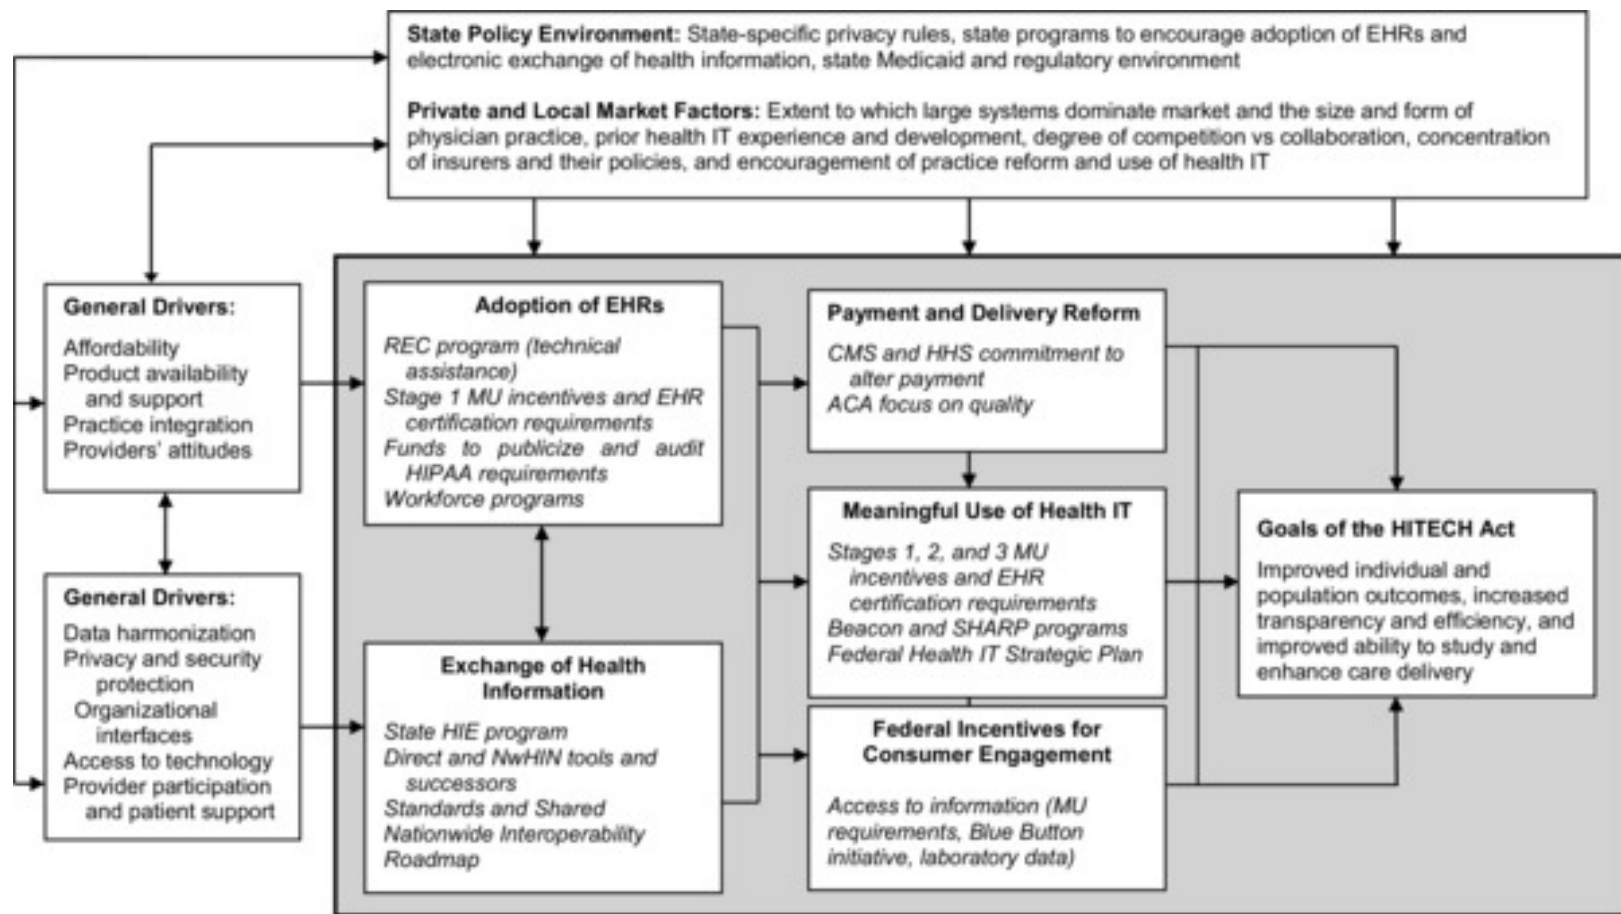 State Policy Environment: State-specific privacy rules, state programs to encourage adoption of EHRs and
electronic exchange of health information, state Medicaid and regulatory environment
Private and Local Market Factors: Extent to which large systems dominate market and the size and form of
physician practice, prior health IT experience and development, degree of competition vs collaboration, concentration
of insurers and their policies, and encouragement of practice reform and use of health IT
General Drivers:
Affordability
Product availability
and support
Practice integration
Providers' attitudes
General Drivers:
Data harmonization
Privacy and security
protection
Organizational
interfaces
Access to technology
Provider participation
and patient support
Adoption of EHRs
REC program (technical
assistance)
Stage 1 MU incentives and EHR
certification requirements
Funds to publicize and audit
HIPAA requirements
Workforce programs
Exchange of Health
Information
State HIE program
Direct and NwHIN tools and
successors
Standards and Shared
Nationwide Interoperability
Roadmap
Payment and Delivery Reform
CMS and HHS commitment to
alter payment
ACA focus on quality
Meaningful Use of Health IT
Stages 1, 2, and 3 MU
incentives and EHR
certification requirements
Beacon and SHARP programs
Federal Health IT Strategic Plan
Federal Incentives for
Consumer Engagement
Access to information (MU
requirements, Blue Button
initiative, laboratory data)
Goals of the HITECH Act
Improved individual and
population outcomes, increased
transparency and efficiency, and
improved ability to study and
enhance care delivery